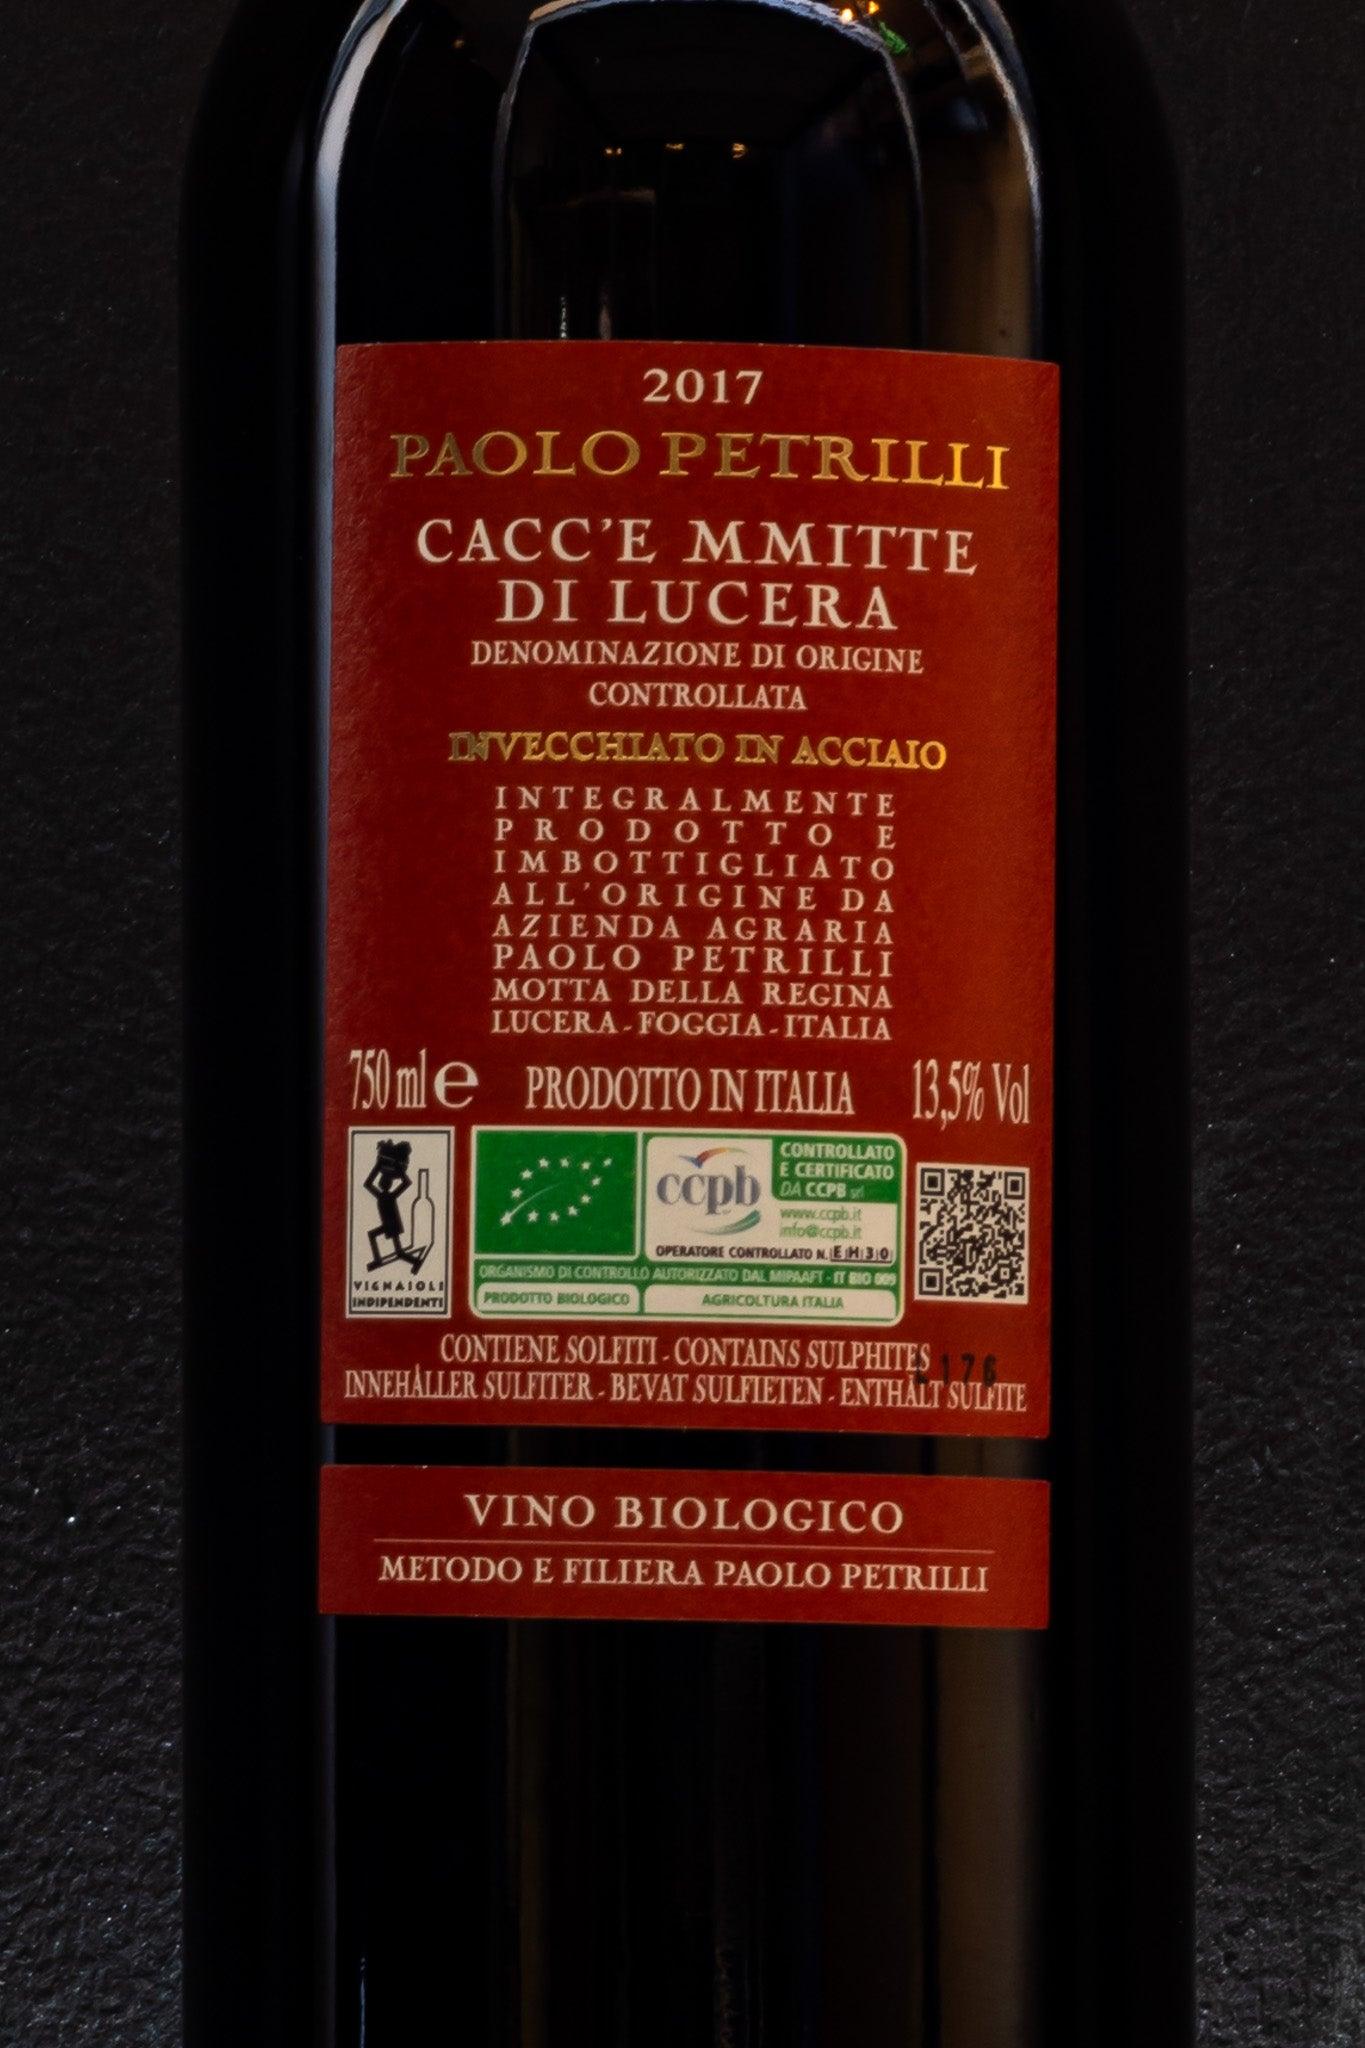 2017
PAOLO PETRILLI
CACC'E MMITTE
DI LUCERA
DENOMINAZIONE DI ORIGINE
CONTROLLATA
INVECCHIATO IN ACCIAIO
INTEGRALMENTE
PRODOTTO E
IMBOTTIGLIATO
ALL'ORIGINE DA
AZIENDA AGRARIA
PAOLO PETRILLI
MOTTA DELLA REGINA
LUCERA - FOGGIA - ITALIA
750 ml e PRODOTTO IN ITALIA 13,5% Vol
VIGNAIOLI
INDIPENDENTI
ccpb
CONTROLLATO
E CERTIFICATO
DA CCPB srl
www.ccpb.it
info@ccpb.it
OPERATORE CONTROLLATO N. EH30
ORGANISMO DI CONTROLLO AUTORIZZATO DAL MIPAAFT - IT BIO 009
PRODOTTO BIOLOGICO
AGRICOLTURA ITALIA
CONTIENE SOLFITI - CONTAINS SULPHITES
L176
INNEHÅLLER SULFITER - BEVAT SULFIETEN - ENTHÄLT SULFITE
VINO BIOLOGICO
METODO E FILIERA PAOLO PETRILLI